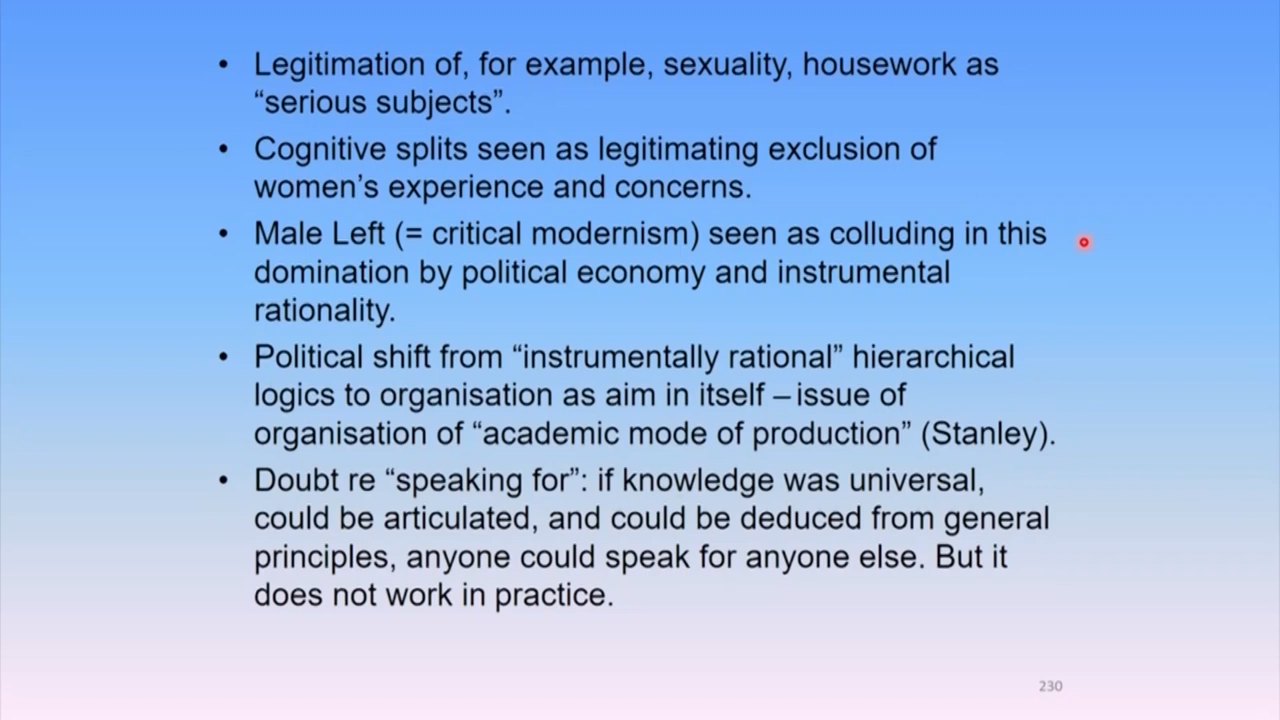 • Legitimation of, for example, sexuality, housework as
“serious subjects”.
• Cognitive splits seen as legitimating exclusion of
women’s experience and concerns.
• Male Left (= critical modernism) seen as colluding in this
domination by political economy and instrumental
rationality.
• Political shift from “instrumentally rational” hierarchical
logics to organisation as aim in itself – issue of
organisation of “academic mode of production” (Stanley).
• Doubt re “speaking for”: if knowledge was universal,
could be articulated, and could be deduced from general
principles, anyone could speak for anyone else. But it
does not work in practice.
230